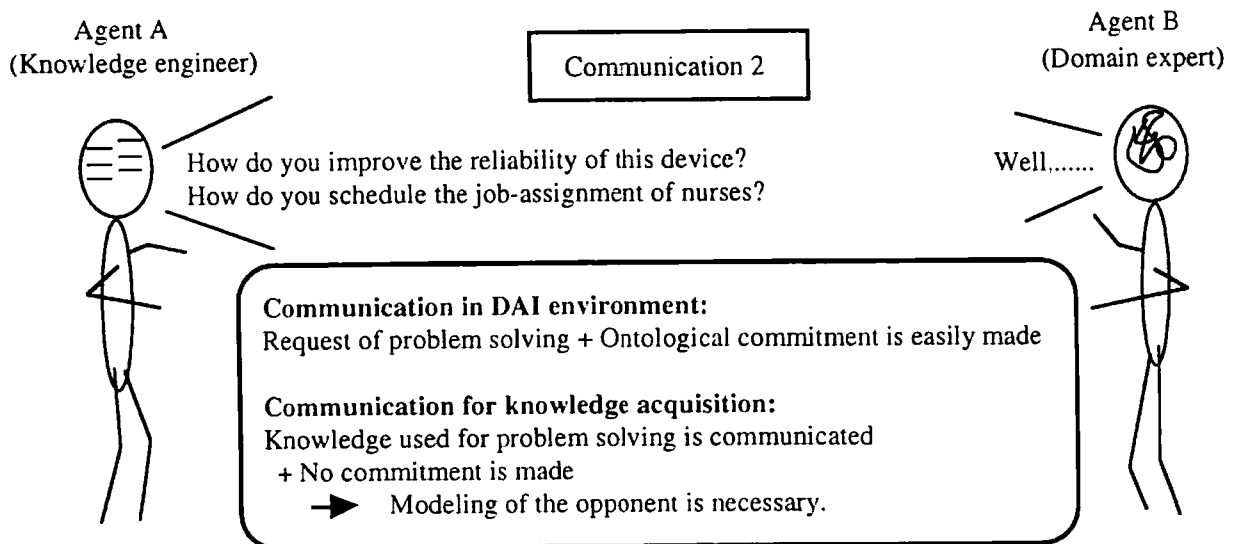 Agent A
(Knowledge engineer)
Communication 2
Agent B
(Domain expert)
How do you improve the reliability of this device?
How do you schedule the job-assignment of nurses?
Well,......
Communication in DAI environment:
Request of problem solving + Ontological commitment is easily made
Communication for knowledge acquisition:
Knowledge used for problem solving is communicated
+ No commitment is made
Modeling of the opponent is necessary.